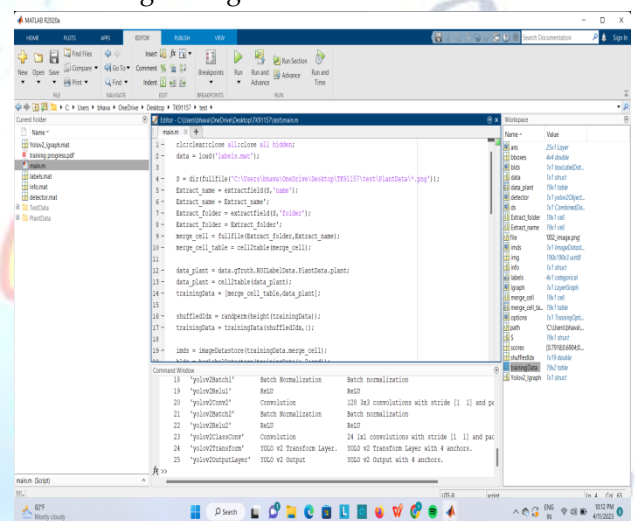 MATLAB R2020a
HOME PLOTS APPS EDITOR PUBLISH VIEW
Search Documentation Sign In
New Open Save Find Files Compare Print Go To Find Insert Comment Indent Breakpoints Run Run and Advance Run Section Advance Run and Time
FILE NAVIGATE EDIT BREAKPOINTS RUN
C: Users bhava OneDrive Desktop TK91157 test
Current Folder
Name
Yolov2_lgraph.mat
training progress.pdf
main.m
labels.mat
info.mat
detector.mat
TestData
PlantData
main.m (Script)
Editor - C:\Users\bhava\OneDrive\Desktop\TK91157\test\main.m
main.m
1 clc;clear;close all;close all hidden;
2 data = load('labels.mat');
3
4 S = dir(fullfile('C:\Users\bhava\OneDrive\Desktop\TK91157\test\PlantData\*.png'));
5 Extract_name = extractfield(S,'name');
6 Extract_name = Extract_name';
7 Extract_folder = extractfield(S,'folder');
8 Extract_folder = Extract_folder';
9 merge_cell = fullfile(Extract_folder,Extract_name);
10 merge_cell_table = cell2table(merge_cell);
11
12 data_plant = data.gTruth.ROILabelData.PlantData.plant;
13 data_plant = cell2table(data_plant);
14 trainingData = [merge_cell_table,data_plant];
15
16 shuffledIdx = randperm(height(trainingData));
17 trainingData = trainingData(shuffledIdx,:);
18
19 imds = imageDatastore(trainingData.merge_cell);
Command Window
18 'yolov2Batch1' Batch Normalization Batch normalization
19 'yolov2Relu1' ReLU ReLU
20 'yolov2Conv2' Convolution 128 3x3 convolutions with stride [1 1] and pa
21 'yolov2Batch2' Batch Normalization Batch normalization
22 'yolov2Relu2' ReLU ReLU
23 'yolov2ClassConv' Convolution 24 1x1 convolutions with stride [1 1] and pac
24 'yolov2Transform' YOLO v2 Transform Layer. YOLO v2 Transform Layer with 4 anchors.
25 'yolov2OutputLayer' YOLO v2 Output YOLO v2 Output with 4 anchors.
fx >>
Workspace
Name Value
ans 25x1 Layer
bboxes 4x4 double
blds 1x1 boxLabelDat...
data 1x1 struct
data_plant 19x1 table
detector 1x1 yolov2Object...
ds 1x1 CombinedDa...
Extract_folder 19x1 cell
Extract_name 19x1 cell
file '002_image.png'
imds 1x1 ImageDatast...
img 190x190x3 uint8
info 1x1 struct
labels 4x1 categorical
lgraph 1x1 LayerGraph
merge_cell 19x1 cell
merge_cell_ta... 19x1 table
options 1x1 TrainingOpti...
path 'C:\Users\bhava\...
S 19x1 struct
scores [0.7918;0.6804;0...
shuffledIdx 1x19 double
trainingData 19x2 table
Yolov2_lgraph 1x1 struct
UTF-8 script Ln 4 Col 61
82°F
Mostly cloudy
Search
ENG
IN
10:12 PM
4/11/2023